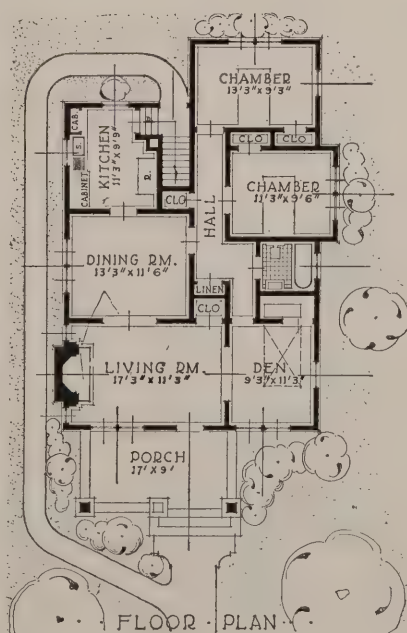 CHAMBER
13'3"X9'3"
CAB.
S.
KITCHEN
11'3"X9'9"
CABINET
R.
CLO
CLO
CLO
CHAMBER
11'3"X9'6"
HALL
DINING RM.
13'3"X11'6"
LINEN
CLO
LIVING RM.
17'3"X11'3"
DEN
9'3"X11'3"
PORCH
17'X9'
FLOOR PLAN